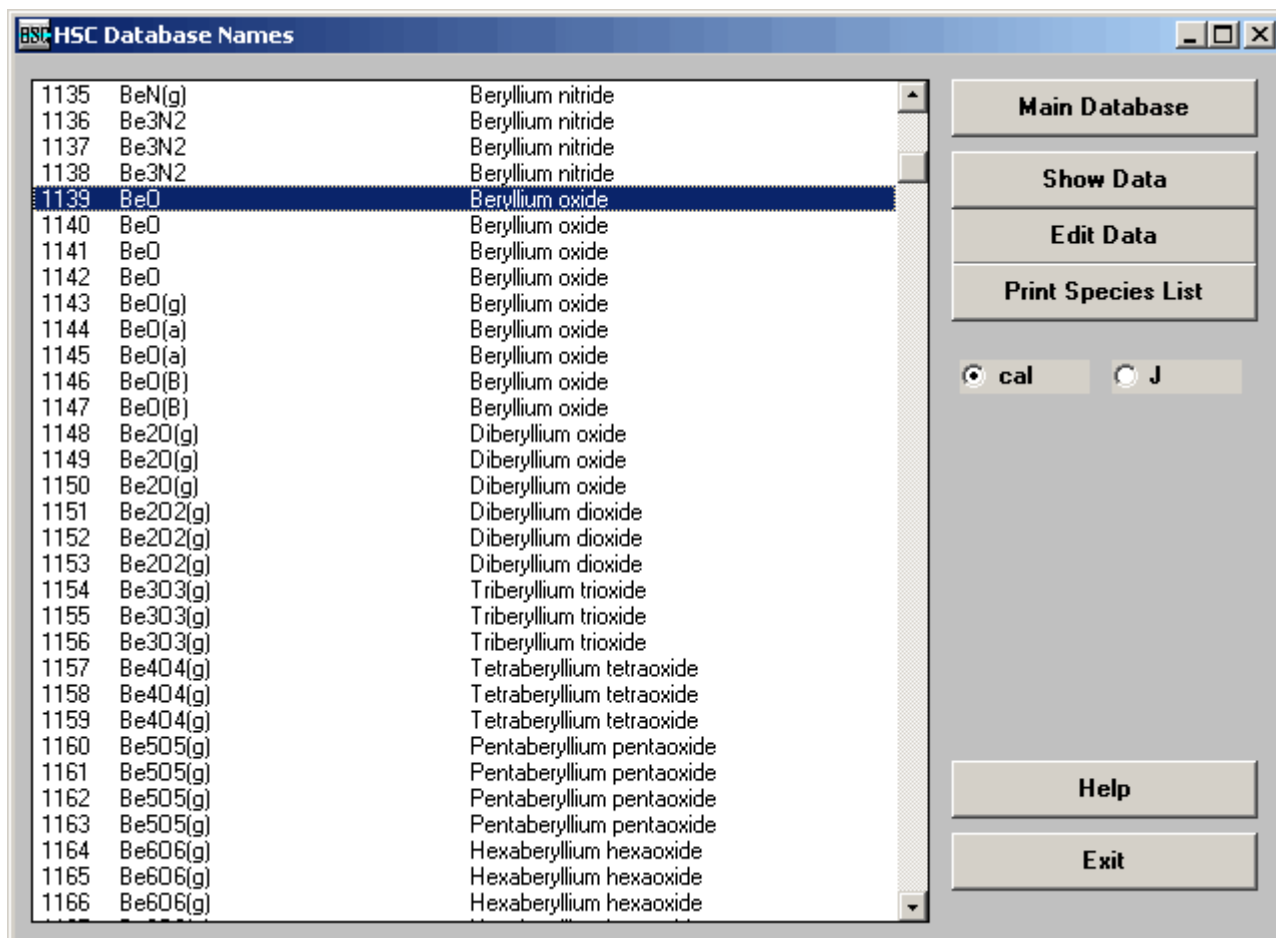 HSC HSC Database Names
1135 BeN(g) Beryllium nitride
1136 Be3N2 Beryllium nitride
1137 Be3N2 Beryllium nitride
1138 Be3N2 Beryllium nitride
1139 BeO Beryllium oxide
1140 BeO Beryllium oxide
1141 BeO Beryllium oxide
1142 BeO Beryllium oxide
1143 BeO(g) Beryllium oxide
1144 BeO(a) Beryllium oxide
1145 BeO(a) Beryllium oxide
1146 BeO(B) Beryllium oxide
1147 BeO(B) Beryllium oxide
1148 Be2O(g) Diberyllium oxide
1149 Be2O(g) Diberyllium oxide
1150 Be2O(g) Diberyllium oxide
1151 Be2O2(g) Diberyllium dioxide
1152 Be2O2(g) Diberyllium dioxide
1153 Be2O2(g) Diberyllium dioxide
1154 Be3O3(g) Triberyllium trioxide
1155 Be3O3(g) Triberyllium trioxide
1156 Be3O3(g) Triberyllium trioxide
1157 Be4O4(g) Tetraberyllium tetraoxide
1158 Be4O4(g) Tetraberyllium tetraoxide
1159 Be4O4(g) Tetraberyllium tetraoxide
1160 Be5O5(g) Pentaberyllium pentaoxide
1161 Be5O5(g) Pentaberyllium pentaoxide
1162 Be5O5(g) Pentaberyllium pentaoxide
1163 Be5O5(g) Pentaberyllium pentaoxide
1164 Be6O6(g) Hexaberyllium hexaoxide
1165 Be6O6(g) Hexaberyllium hexaoxide
1166 Be6O6(g) Hexaberyllium hexaoxide
Main Database
Show Data
Edit Data
Print Species List
cal J
Help
Exit